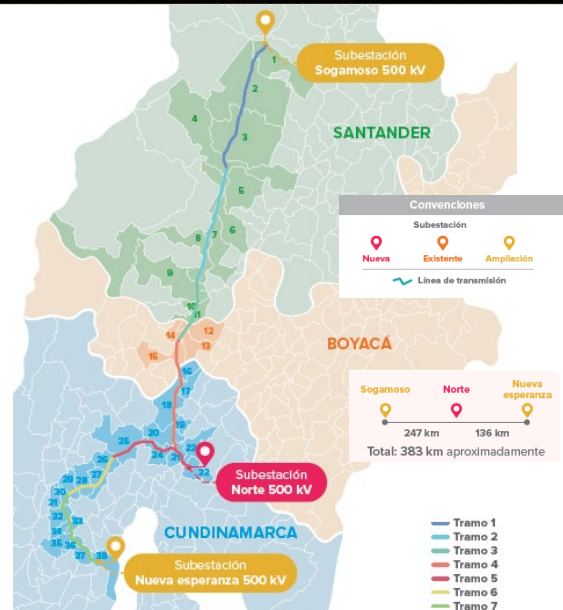 Subestación
Sogamoso 500 kV
1
2
4
3
SANTANDER
5
6
7
8
9
10
11
12
13
14
15
BOYACÁ
Convenciones
Subestación
Nueva
Existente
Ampliación
Línea de transmisión
Sogamoso
Norte
Nueva
esperanza
247 km
136 km
Total: 383 km aproximadamente
16
17
18
19
20
25
22
24
21
23
26
27
28
29
30
31
32
33
34
35
36
37
38
Subestación
Norte 500 kV
CUNDINAMARCA
Subestación
Nueva esperanza 500 kV
Tramo 1
Tramo 2
Tramo 3
Tramo 4
Tramo 5
Tramo 6
Tramo 7